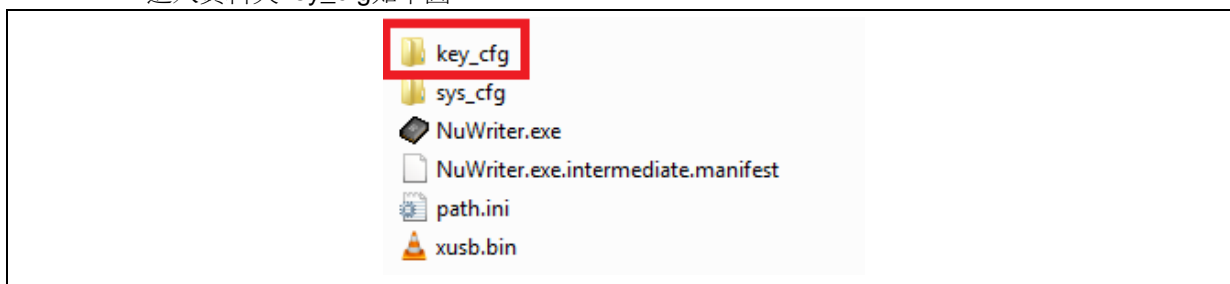 key_cfg
sys_cfg
NuWriter.exe
NuWriter.exe.intermediate.manifest
path.ini
xusb.bin